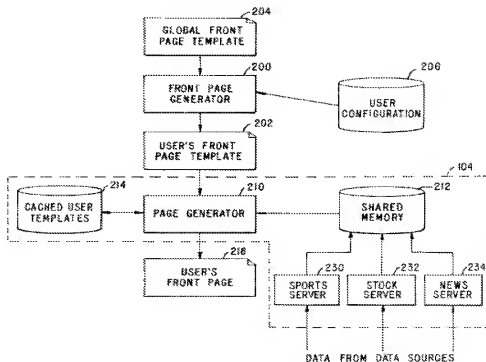 204
GLOBAL FRONT
PAGE TEMPLATE
200
FRONT PAGE
GENERATOR
206
USER
CONFIGURATION
202
USER'S FRONT
PAGE TEMPLATE
104
214
CACHED USER
TEMPLATES
210
PAGE GENERATOR
212
SHARED
MEMORY
218
USER'S
FRONT PAGE
230
SPORTS
SERVER
232
STOCK
SERVER
234
NEWS
SERVER
DATA FROM DATA SOURCES